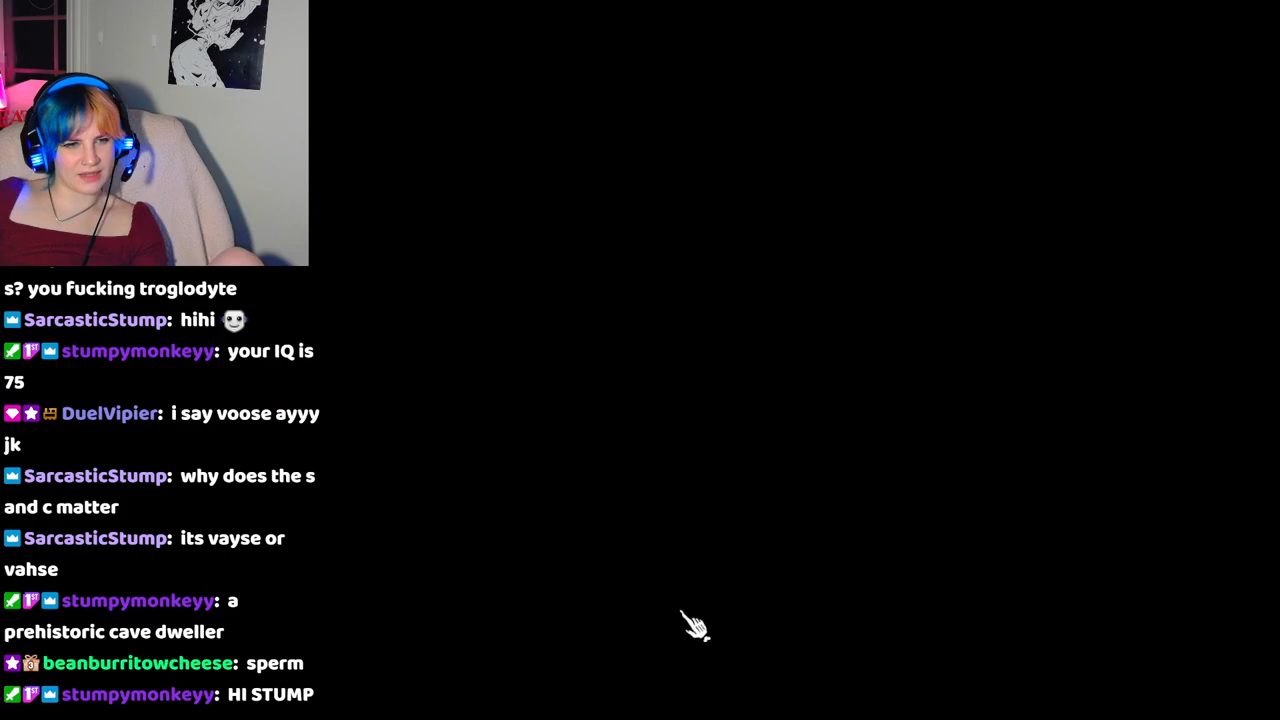 s? you fucking troglodyte
SarcasticStump: hihi
stumpymonkeyy: your IQ is
75
DuelVipier: i say voose ayyy
jk
SarcasticStump: why does the s
and c matter
SarcasticStump: its vayse or
vahse
stumpymonkeyy: a
prehistoric cave dweller
beanburritowcheese: sperm
stumpymonkeyy: HI STUMP